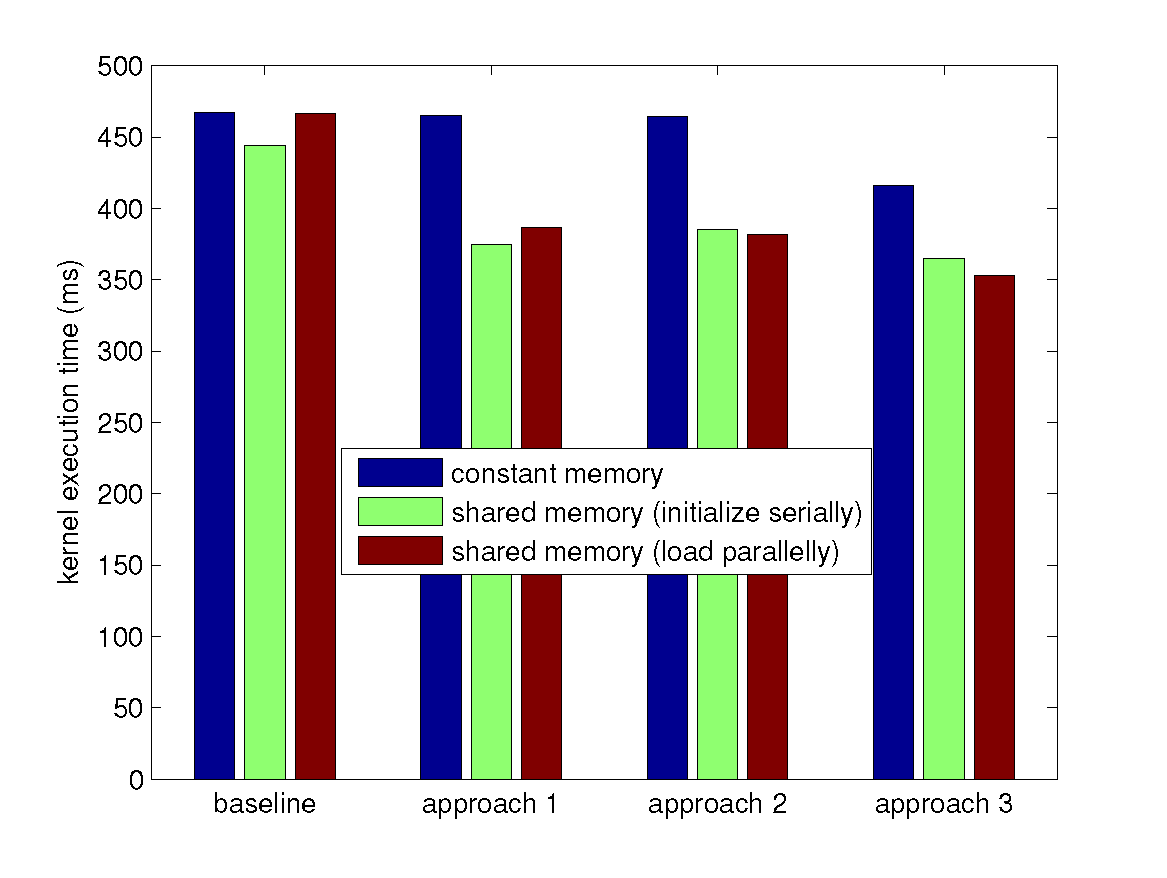 500
450
400
350
300
250
200
150
100
50
0
kernel execution time (ms)
constant memory
shared memory (initialize serially)
shared memory (load parallelly)
baseline
approach 1
approach 2
approach 3